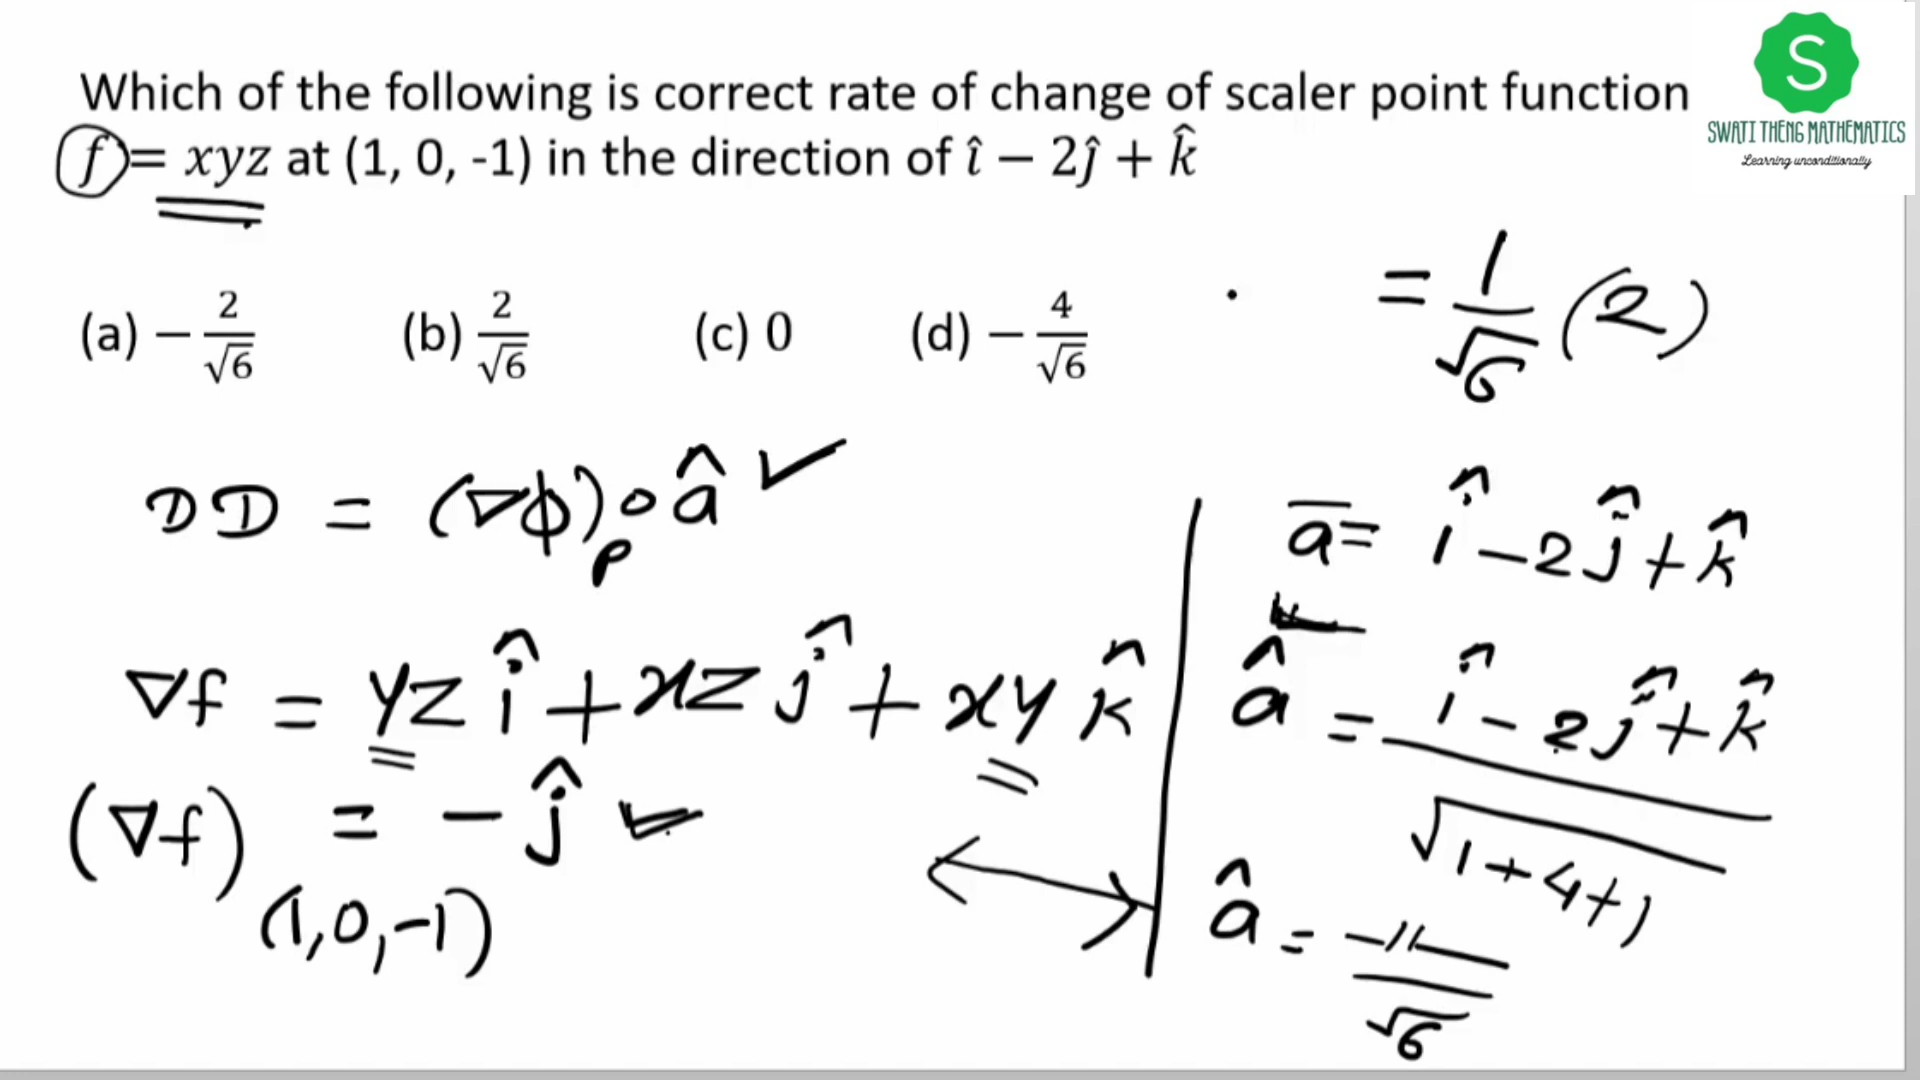 Which of the following is correct rate of change of scaler point function
f = xyz at (1, 0, -1) in the direction of î − 2ĵ + k̂
S
SWATI THENG MATHEMATICS
Learning unconditionally
(a) −2/√6 (b) 2/√6 (c) 0 (d) −4/√6
= 1/√6 (2)
DD = (∇ϕ)ₚ ∘ â ✓
∇f = yz î + xz ĵ + xy k̂
(∇f)(1,0,-1) = − ĵ ✓
a̅ = î − 2ĵ + k̂
â = î − 2ĵ + k̂ / √1+4+1
â = −〃— / √6